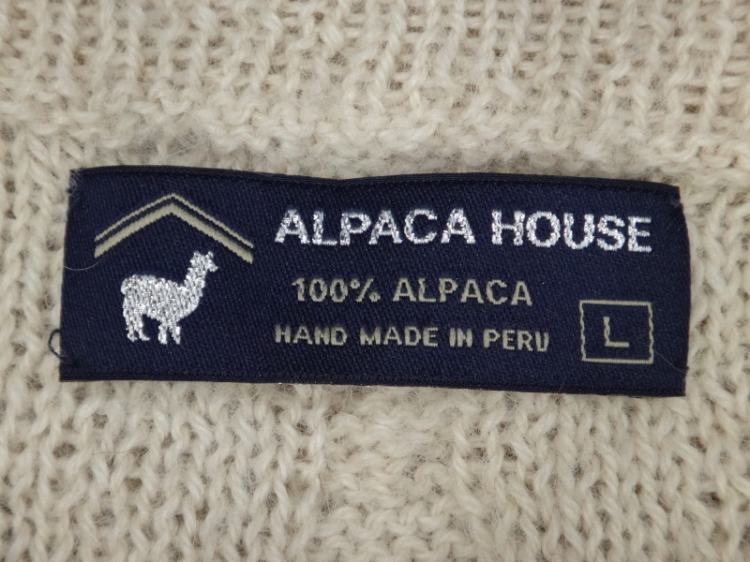 ALPACA HOUSE
100% ALPACA
HAND MADE IN PERU
L